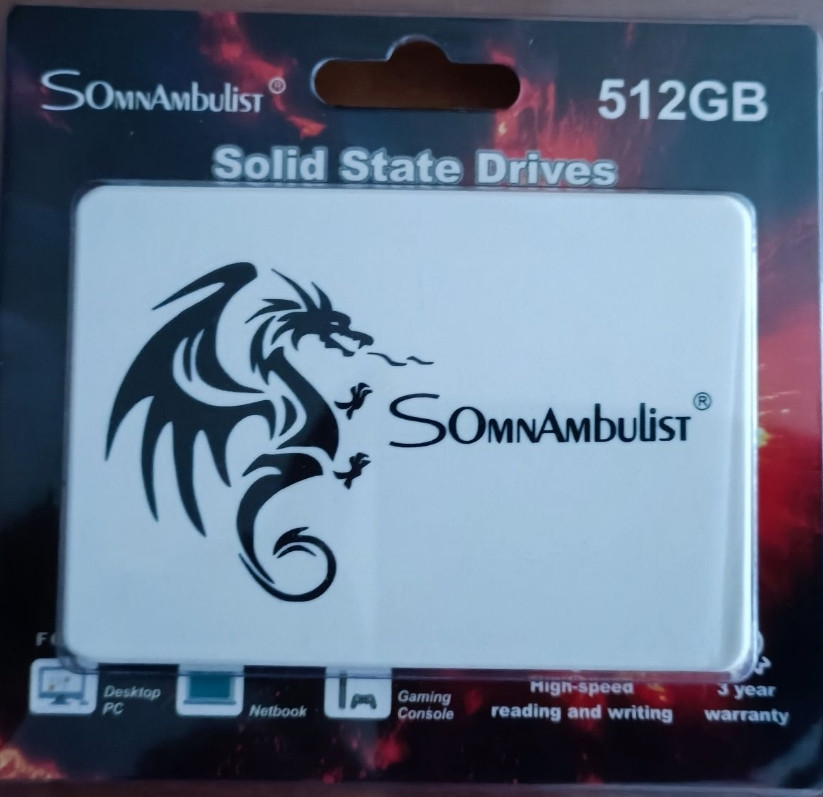 SOmnAmbulist®
512GB
Solid State Drives
SOmnAmbulist®
Desktop
PC
Netbook
Gaming
Console
High-speed
reading and writing
3 year
warranty